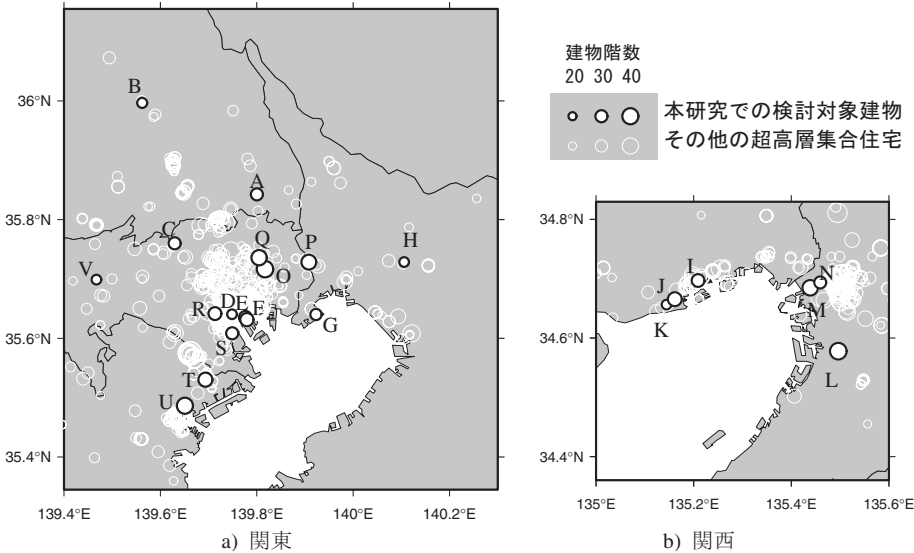 建物階数
20 30 40
本研究での検討対象建物
その他の超高層集合住宅
36°N
35.8°N
35.6°N
35.4°N
139.4°E 139.6°E 139.8°E 140°E 140.2°E
B
A
C
Q
P
H
V
O
R
D
E
F
G
S
T
U
a) 関東
34.8°N
34.6°N
34.4°N
135°E 135.2°E 135.4°E 135.6°E
I
J
N
K
M
L
b) 関西